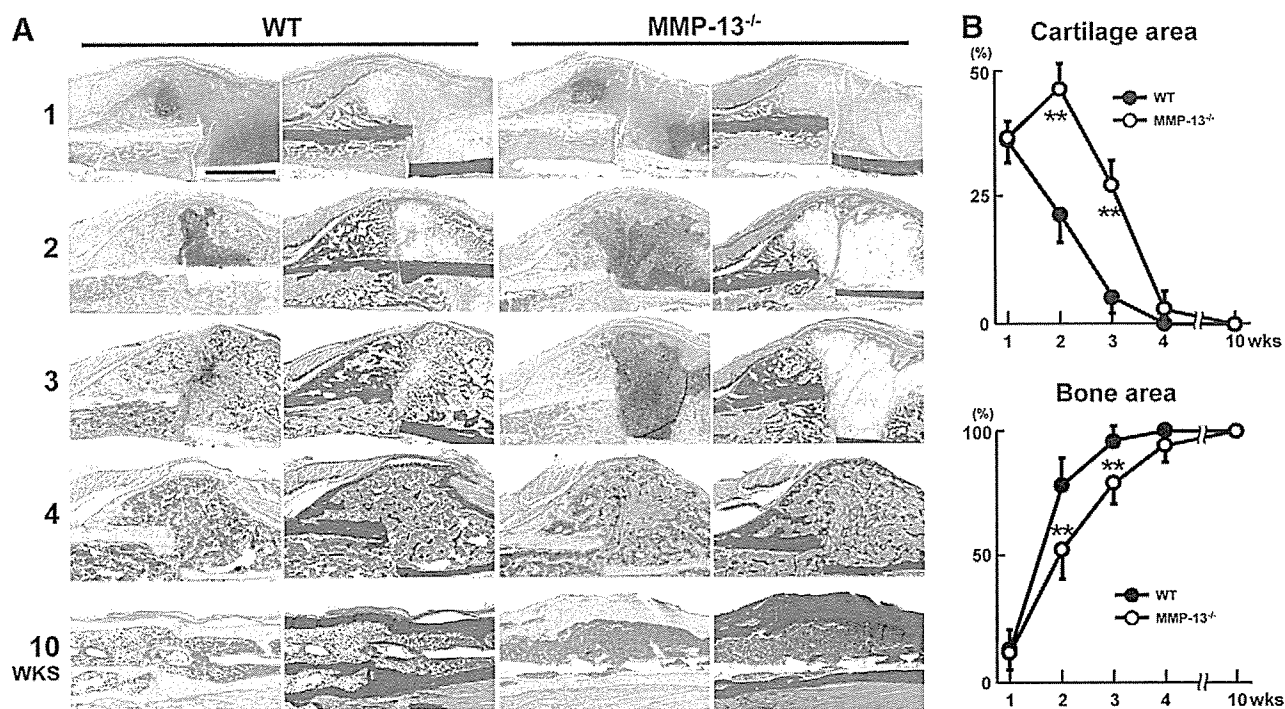 A
WT
MMP-13-/-
1
2
3
4
10
WKS
B
Cartilage area
(%)
50
25
0
WT
MMP-13-/-
**
**
1 2 3 4 10 wks
Bone area
(%)
100
50
0
**
**
WT
MMP-13-/-
1 2 3 4 10 wks